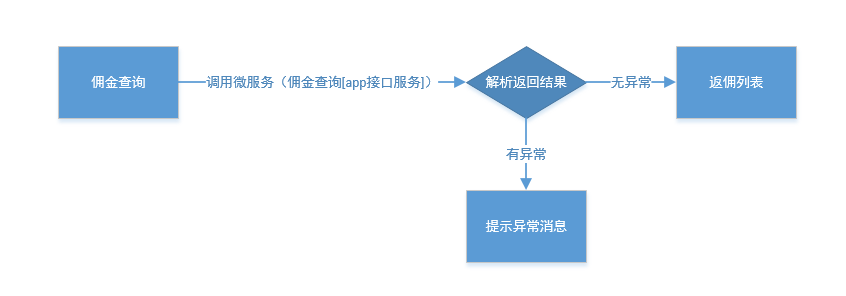 佣金查询
调用微服务（佣金查询[app接口服务]）
解析返回结果
无异常
返佣列表
有异常
提示异常消息